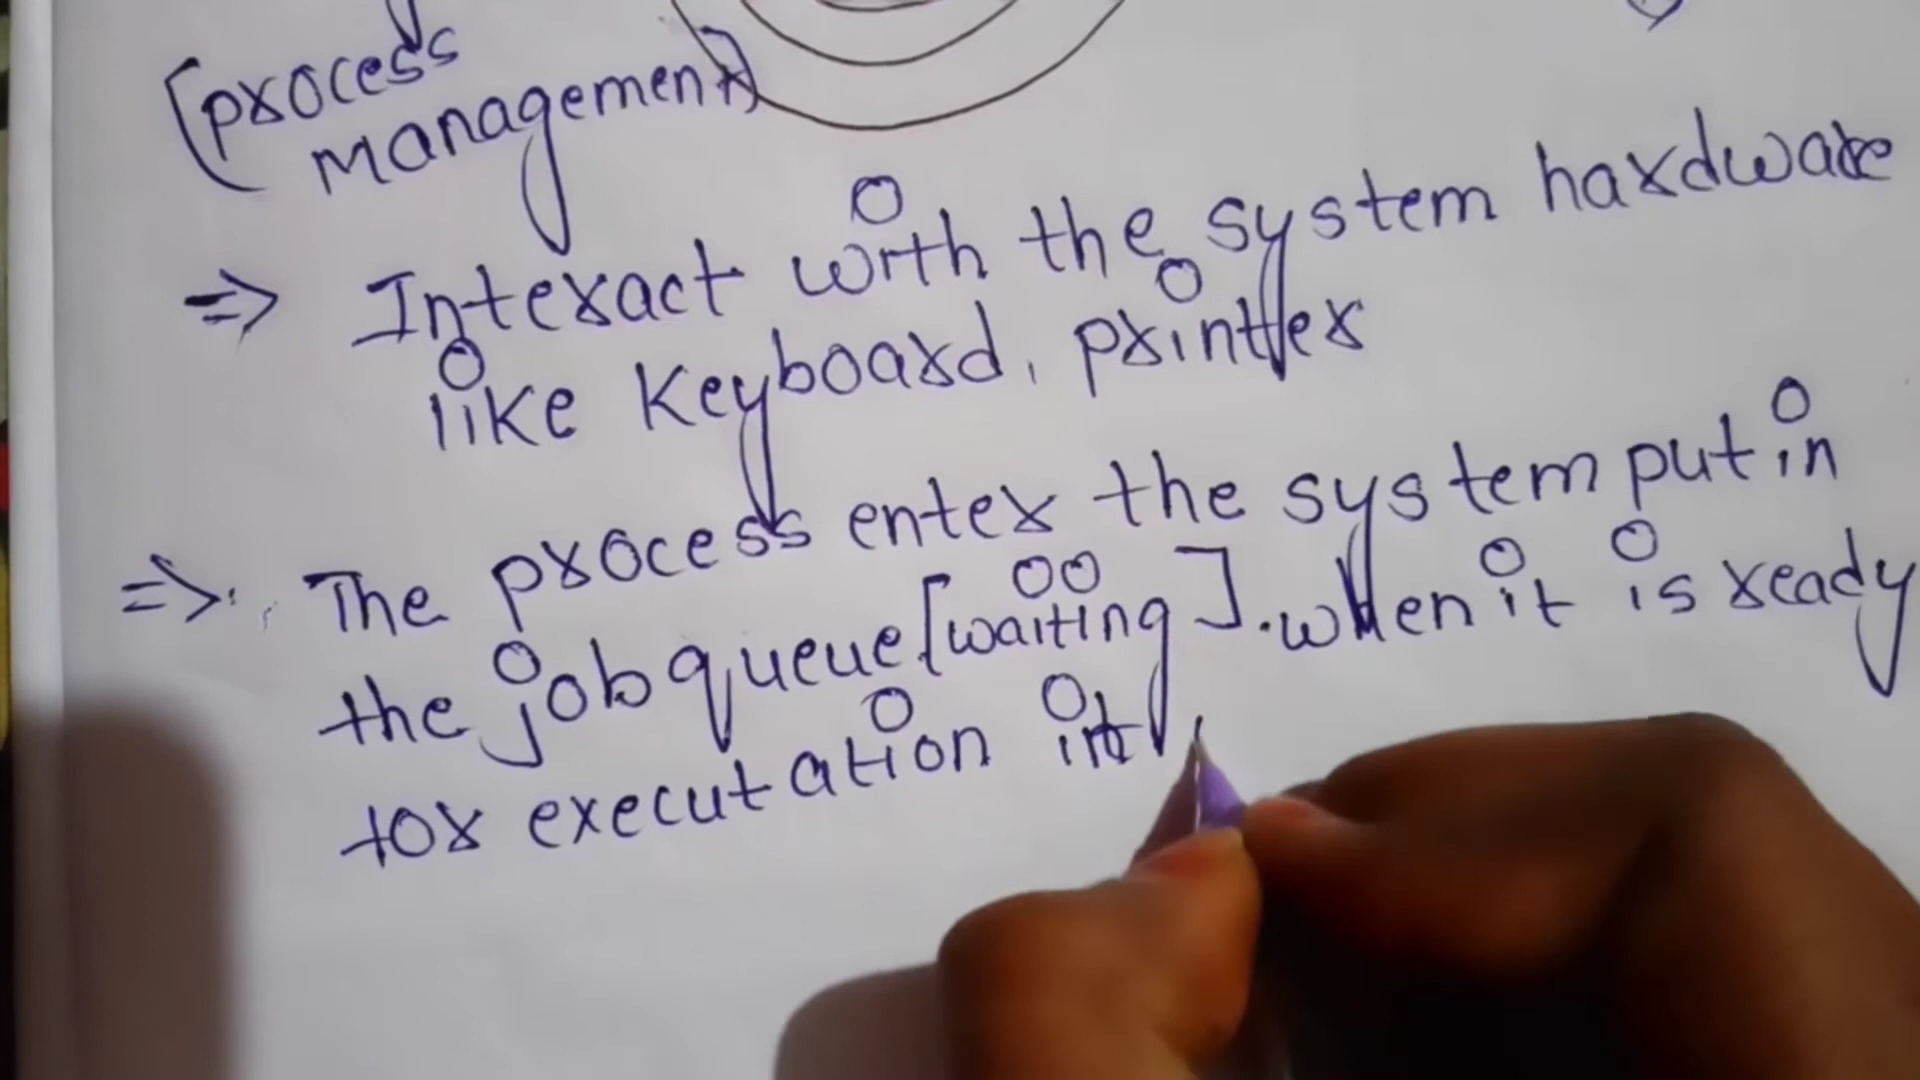 (process
management)
=> Interact with the system hardware
like keyboard, printer
=> The process enter the system put in
the job queue [waiting]. when it is ready
for executation it